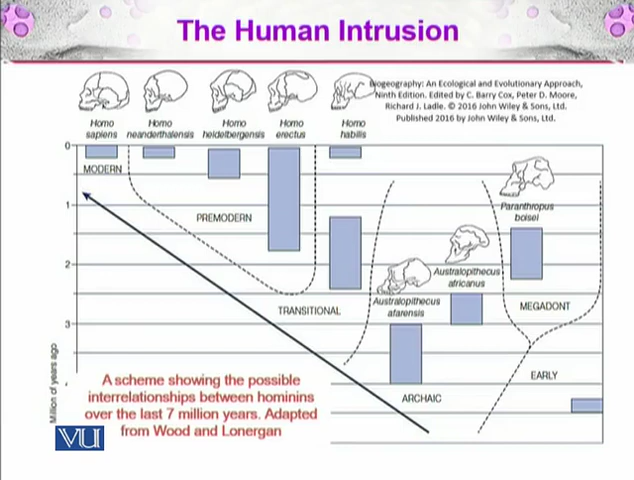 The Human Intrusion
Biogeography: An Ecological and Evolutionary Approach,
Ninth Edition. Edited by C. Barry Cox, Peter D. Moore,
Richard J. Ladle. © 2016 John Wiley & Sons, Ltd.
Published 2016 by John Wiley & Sons, Ltd.
Homo
sapiens
Homo
neanderthalensis
Homo
heidelbergensis
Homo
erectus
Homo
habilis
0
MODERN
Paranthropus
boisei
1
PREMODERN
2
Australopithecus
africanus
Australopithecus
afarensis
TRANSITIONAL
MEGADONT
3
EARLY
ARCHAIC
Million of years ago
A scheme showing the possible
interrelationships between hominins
over the last 7 million years. Adapted
from Wood and Lonergan
VU